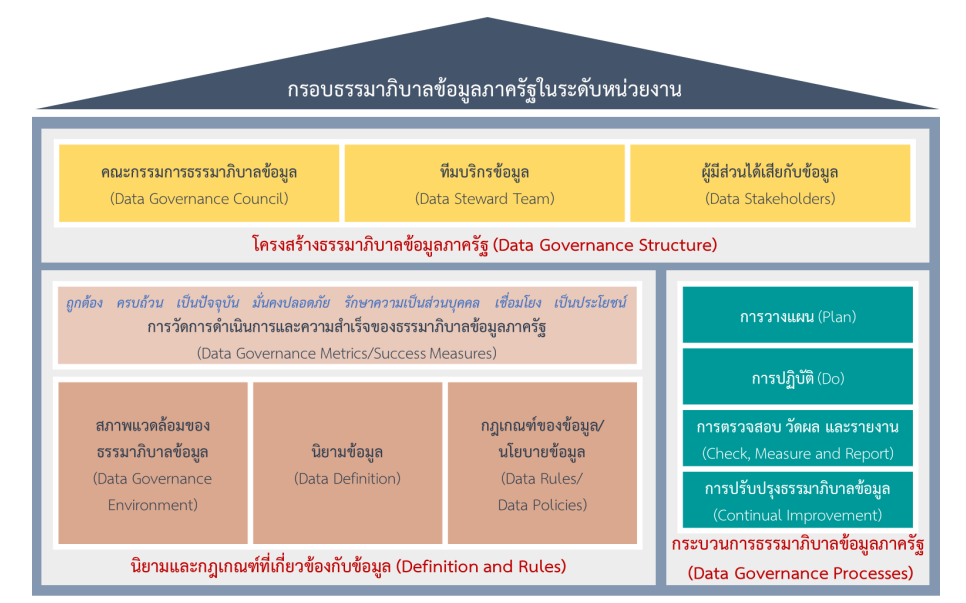 กรอบธรรมาภิบาลข้อมูลภาครัฐในระดับหน่วยงาน
คณะกรรมการธรรมาภิบาลข้อมูล
(Data Governance Council)
ทีมบริกรข้อมูล
(Data Steward Team)
ผู้มีส่วนได้เสียกับข้อมูล
(Data Stakeholders)
โครงสร้างธรรมาภิบาลข้อมูลภาครัฐ (Data Governance Structure)
ถูกต้อง ครบถ้วน เป็นปัจจุบัน มั่นคงปลอดภัย รักษาความเป็นส่วนบุคคล เชื่อมโยง เป็นประโยชน์
การวัดการดำเนินการและความสำเร็จของธรรมาภิบาลข้อมูลภาครัฐ
(Data Governance Metrics/Success Measures)
สภาพแวดล้อมของ
ธรรมาภิบาลข้อมูล
(Data Governance
Environment)
นิยามข้อมูล
(Data Definition)
กฎเกณฑ์ของข้อมูล/
นโยบายข้อมูล
(Data Rules/
Data Policies)
นิยามและกฎเกณฑ์ที่เกี่ยวข้องกับข้อมูล (Definition and Rules)
การวางแผน (Plan)
การปฏิบัติ (Do)
การตรวจสอบ วัดผล และรายงาน
(Check, Measure and Report)
การปรับปรุงธรรมาภิบาลข้อมูล
(Continual Improvement)
กระบวนการธรรมาภิบาลข้อมูลภาครัฐ
(Data Governance Processes)